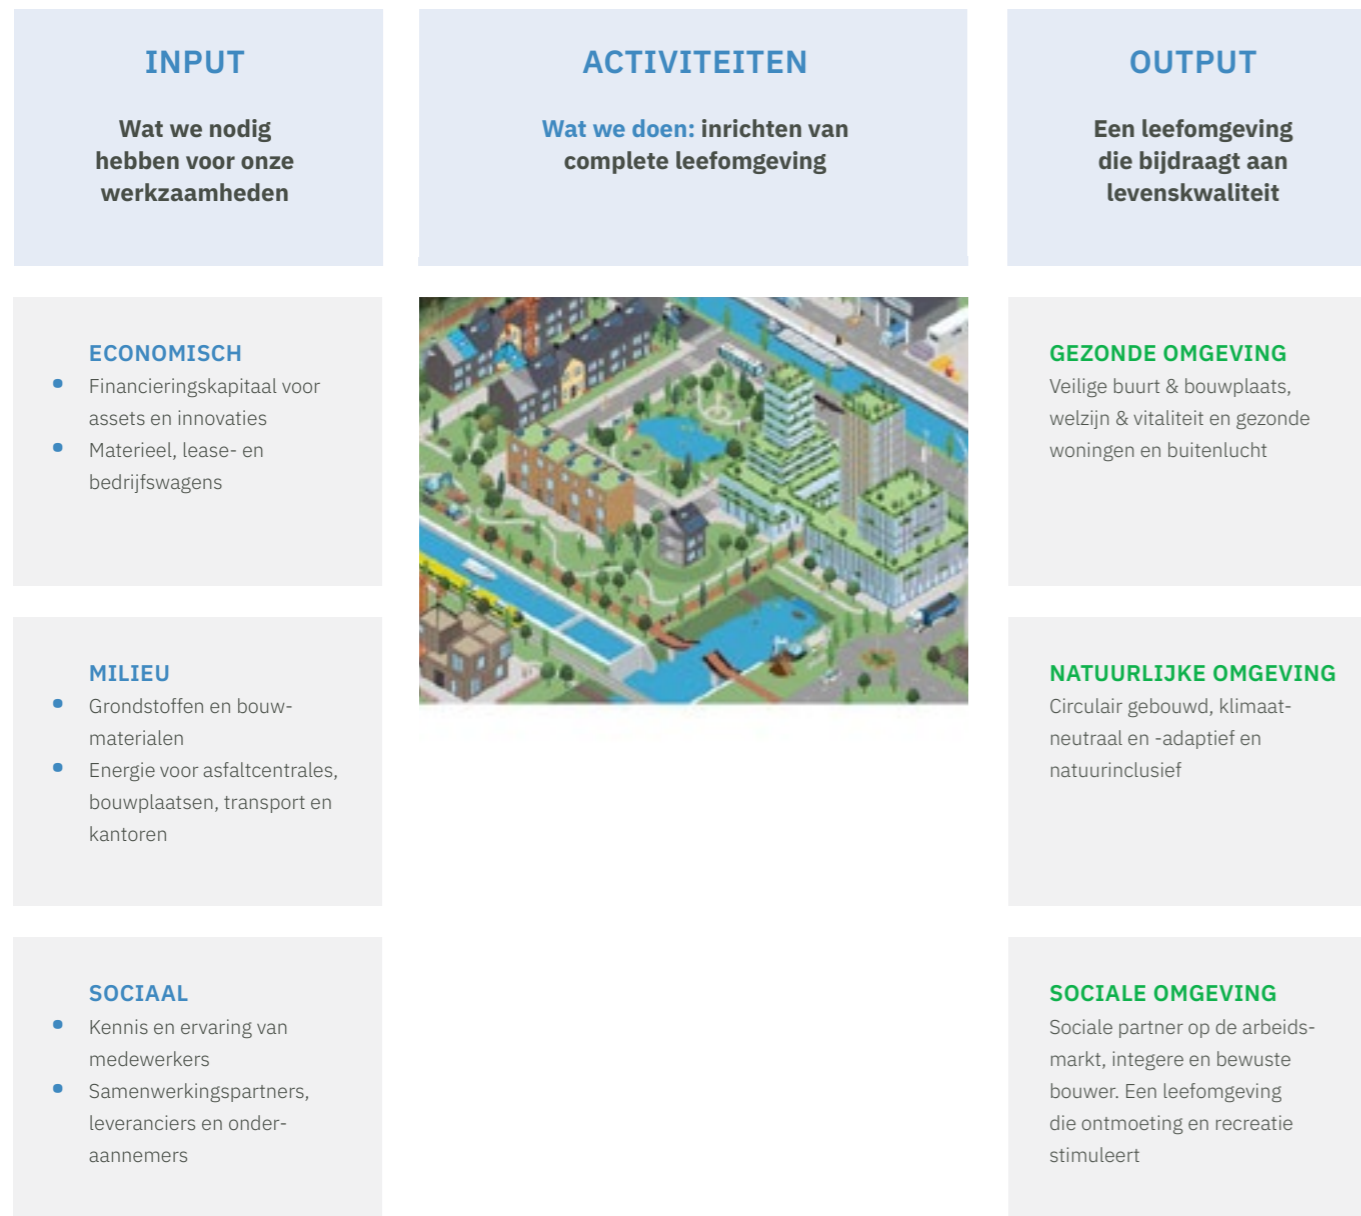 INPUT
Wat we nodig
hebben voor onze
werkzaamheden
ECONOMISCH
Financieringskapitaal voor
assets en innovaties
Materieel, lease- en
bedrijfswagens
MILIEU
Grondstoffen en bouw-
materialen
Energie voor asfaltcentrales,
bouwplaatsen, transport en
kantoren
SOCIAAL
Kennis en ervaring van
medewerkers
Samenwerkingspartners,
leveranciers en onder-
aannemers
ACTIVITEITEN
Wat we doen: inrichten van
complete leefomgeving
OUTPUT
Een leefomgeving
die bijdraagt aan
levenskwaliteit
GEZONDE OMGEVING
Veilige buurt & bouwplaats,
welzijn & vitaliteit en gezonde
woningen en buitenlucht
NATUURLIJKE OMGEVING
Circulair gebouwd, klimaat-
neutraal en -adaptief en
natuurinclusief
SOCIALE OMGEVING
Sociale partner op de arbeids-
markt, integere en bewuste
bouwer. Een leefomgeving
die ontmoeting en recreatie
stimuleert